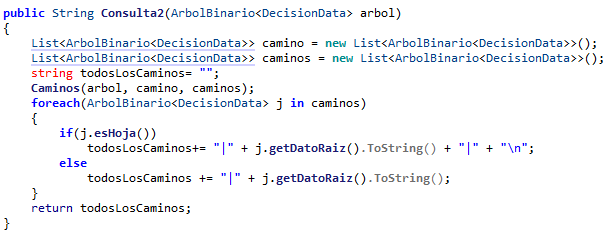 public String Consulta2(ArbolBinario<DecisionData> arbol)
{
    List<ArbolBinario<DecisionData>> camino = new List<ArbolBinario<DecisionData>>();
    List<ArbolBinario<DecisionData>> caminos = new List<ArbolBinario<DecisionData>>();
    string todosLosCaminos= "";
    Caminos(arbol, camino, caminos);
    foreach(ArbolBinario<DecisionData> j in caminos)
    {
        if(j.esHoja())
            todosLosCaminos+= "|" + j.getDatoRaiz().ToString() + "|" + "\n";
        else
            todosLosCaminos += "|" + j.getDatoRaiz().ToString();
    }
    return todosLosCaminos;
}